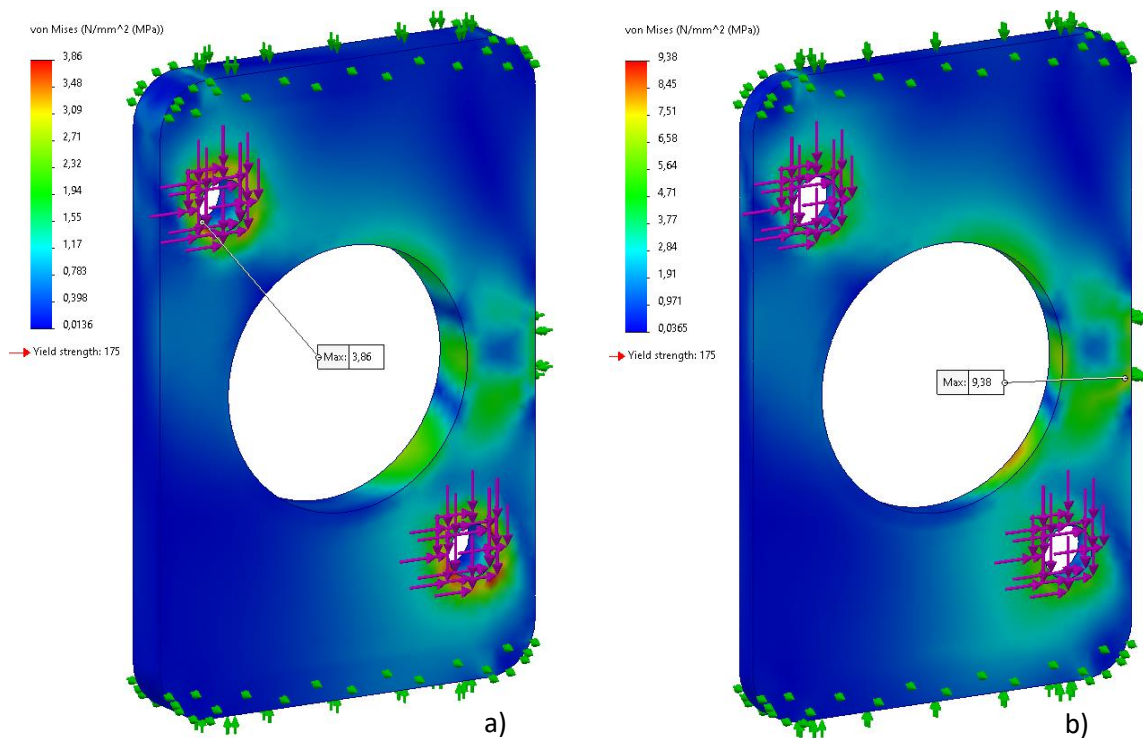 von Mises (N/mm^2 (MPa))
3,86
3,48
3,09
2,71
2,32
1,94
1,55
1,17
0,783
0,398
0,0136
Yield strength: 175
Max: 3,86
a)
von Mises (N/mm^2 (MPa))
9,38
8,45
7,51
6,58
5,64
4,71
3,77
2,84
1,91
0,971
0,0365
Yield strength: 175
Max: 9,38
b)